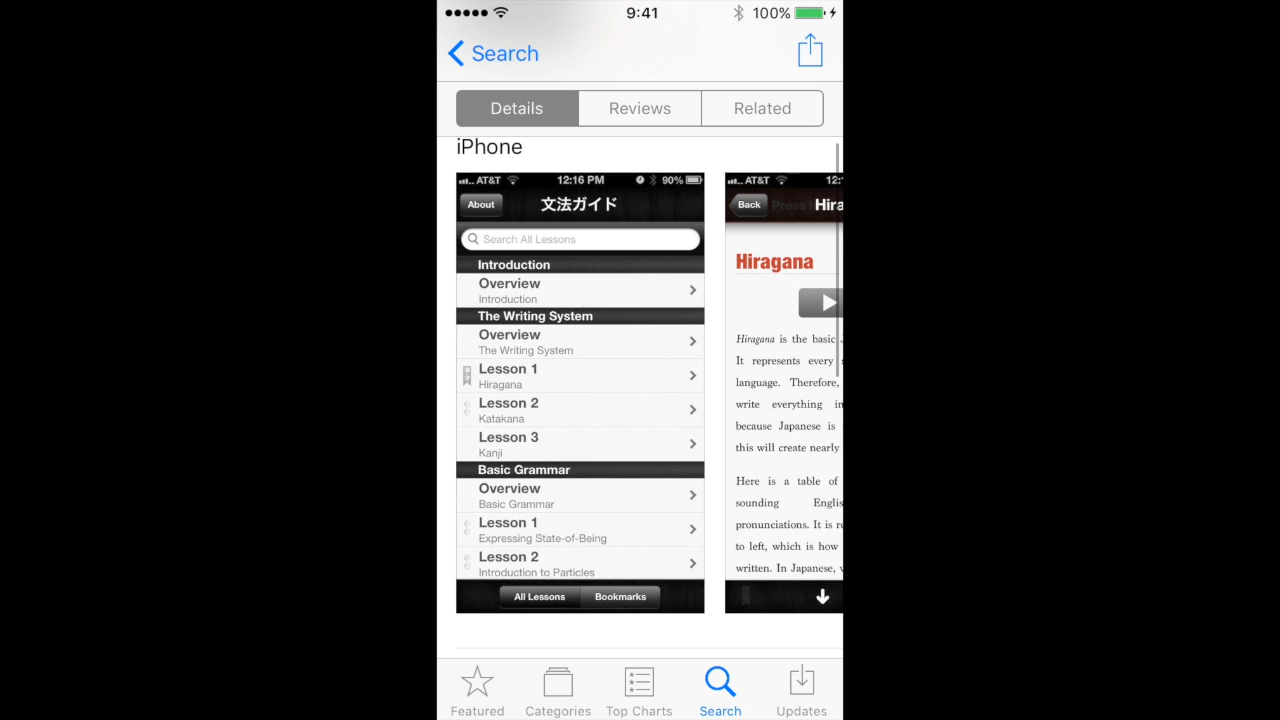 9:41
100%
Search
Details
Reviews
Related
iPhone
AT&T
12:16 PM
90%
About
文法ガイド
Search All Lessons
Introduction
Overview
Introduction
The Writing System
Overview
The Writing System
Lesson 1
Hiragana
Lesson 2
Katakana
Lesson 3
Kanji
Basic Grammar
Overview
Basic Grammar
Lesson 1
Expressing State-of-Being
Lesson 2
Introduction to Particles
All Lessons
Bookmarks
AT&T
12:
Back
Press
Hira
Hiragana
Hiragana is the basic
It represents every
language. Therefore,
write everything in
because Japanese is
this will create nearly
Here is a table of
sounding Englis
pronunciations. It is r
to left, which is how
written. In Japanese,
Featured
Categories
Top Charts
Search
Updates